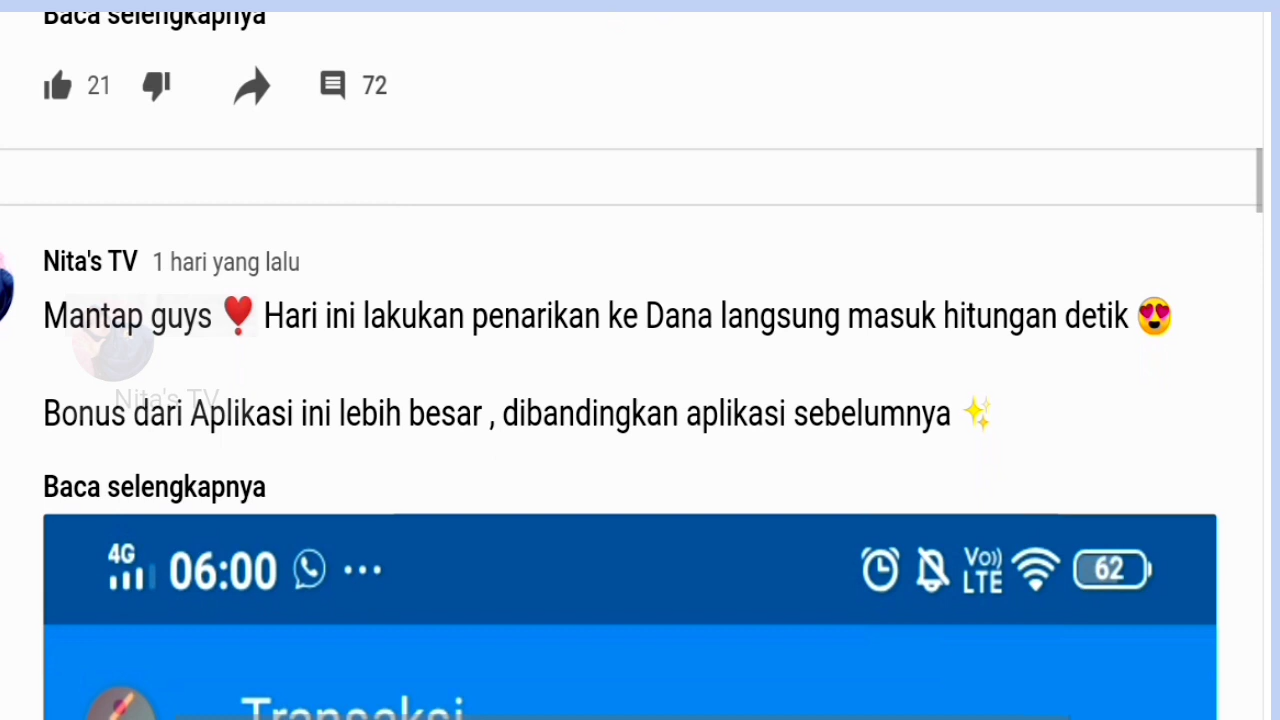 Baca selengkapnya
21 72
Nita's TV 1 hari yang lalu
Mantap guys ❣️ Hari ini lakukan penarikan ke Dana langsung masuk hitungan detik 😍
Nita's TV
Bonus dari Aplikasi ini lebih besar , dibandingkan aplikasi sebelumnya ✨
Baca selengkapnya
4G 06:00 ... Vo)) LTE 62
Transaksi